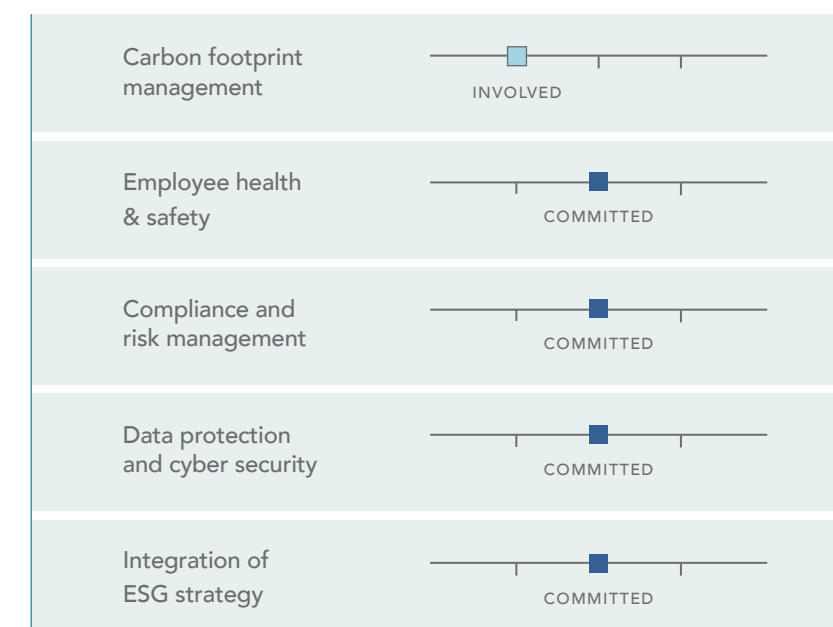 Carbon footprint
management
INVOLVED
Employee health
& safety
COMMITTED
Compliance and
risk management
COMMITTED
Data protection
and cyber security
COMMITTED
Integration of
ESG strategy
COMMITTED